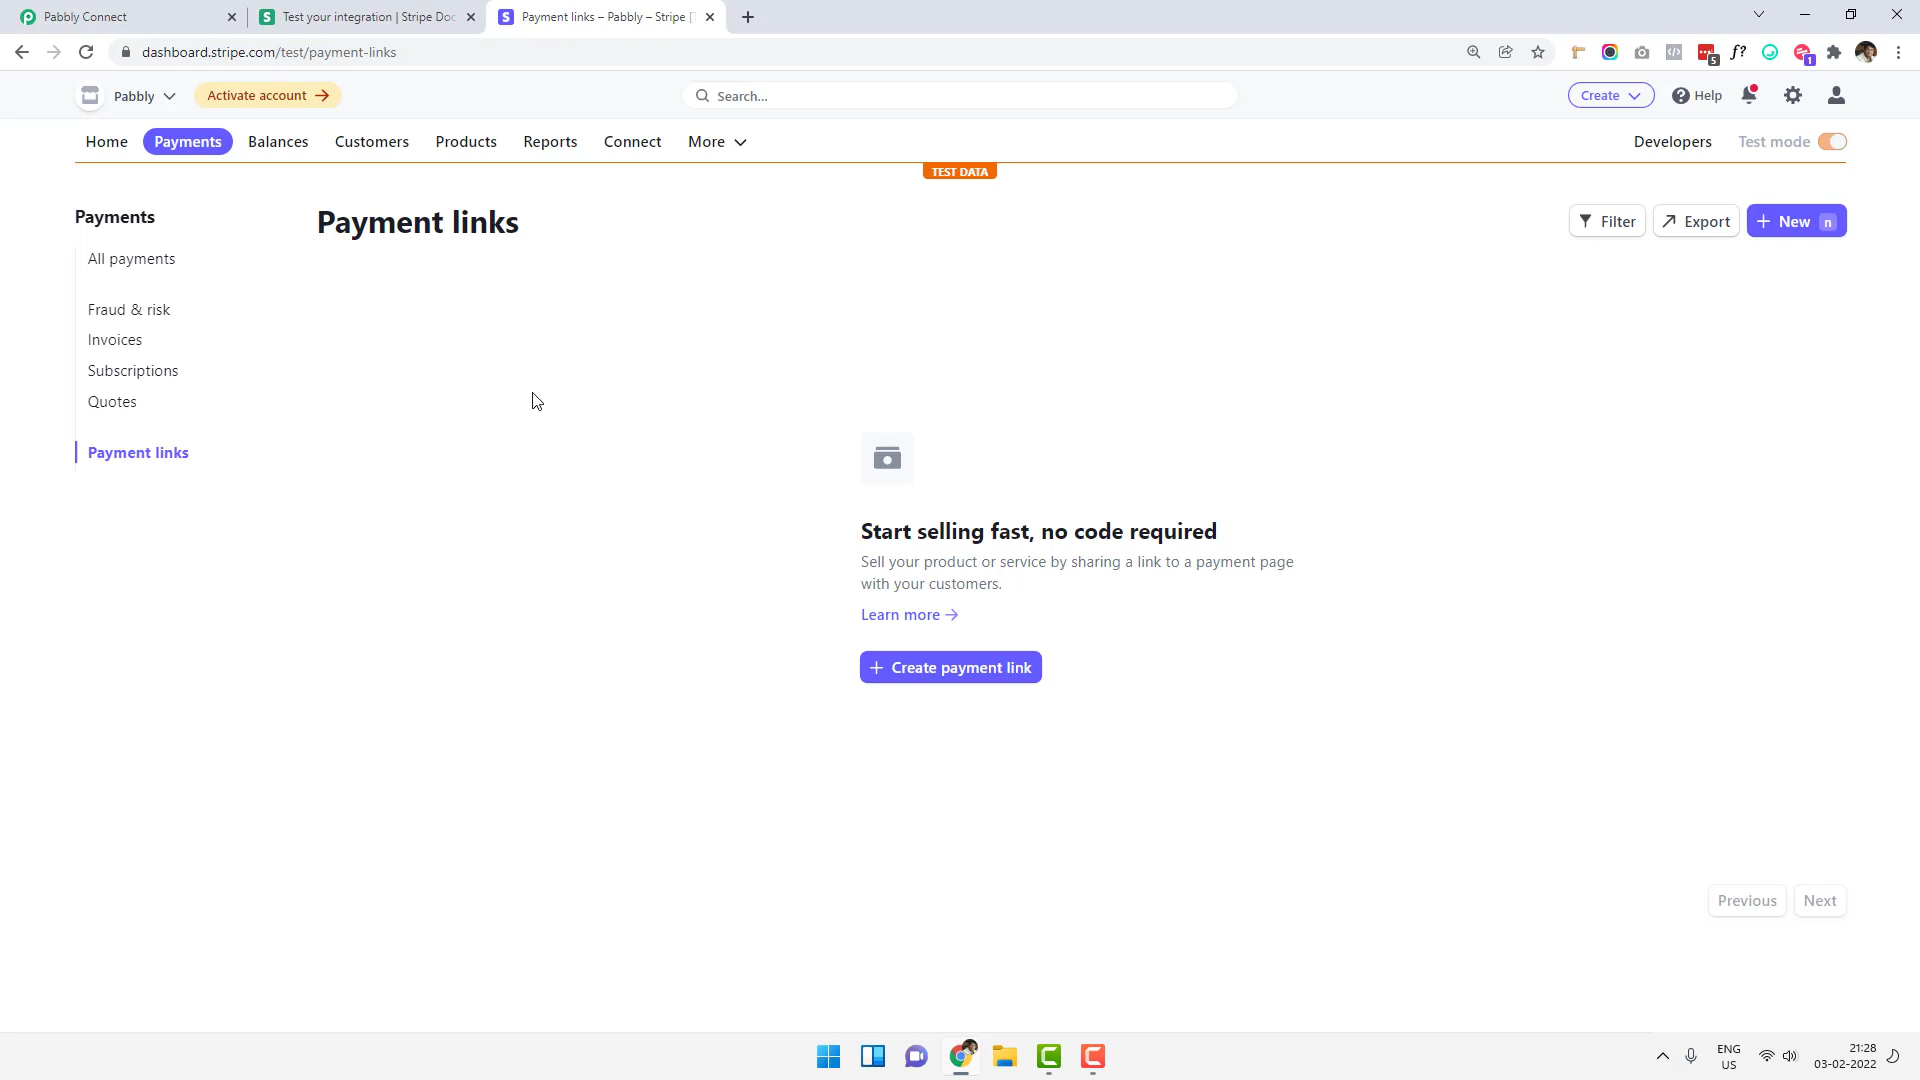 Pabbly Connect
Test your integration | Stripe Doc
Payment links – Pabbly – Stripe [
dashboard.stripe.com/test/payment-links
5
f?
1
Pabbly
Activate account
Search...
Create
Help
Home
Payments
Balances
Customers
Products
Reports
Connect
More
Developers
Test mode
TEST DATA
Payments
All payments
Fraud & risk
Invoices
Subscriptions
Quotes
Payment links
Payment links
Filter
Export
New n
Start selling fast, no code required
Sell your product or service by sharing a link to a payment page
with your customers.
Learn more
Create payment link
Previous
Next
ENG
US
21:28
03-02-2022